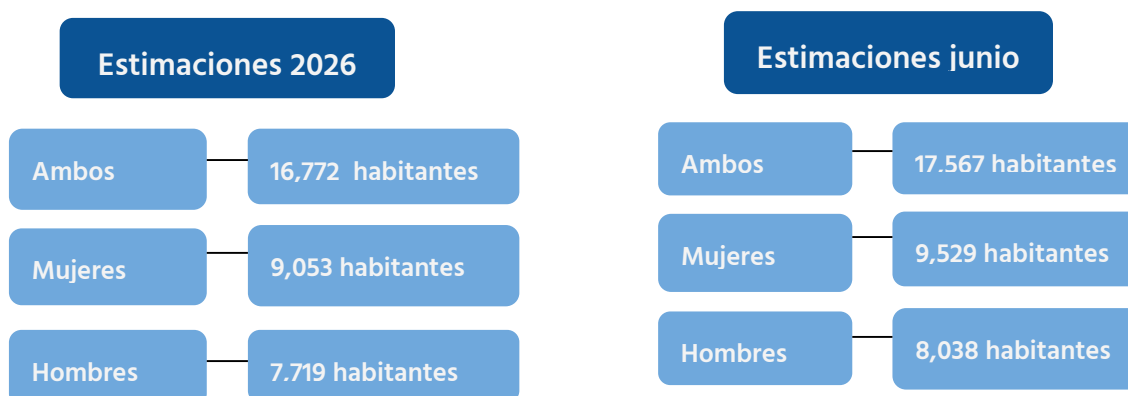 Estimaciones 2026
Ambos
16,772 habitantes
Mujeres
9,053 habitantes
Hombres
7,719 habitantes
Estimaciones junio
Ambos
17,567 habitantes
Mujeres
9,529 habitantes
Hombres
8,038 habitantes